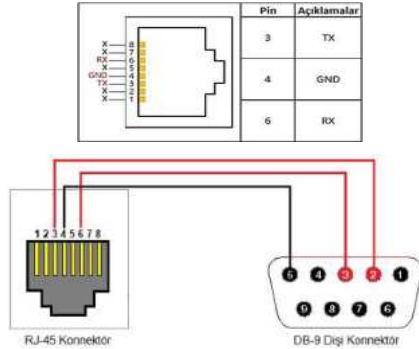 Pin Açıklamalar
X 8
X 7
RX 6
X 5
GND 4
TX 3
X 2
X 1
3 TX
4 GND
6 RX
1 2 3 4 5 6 7 8
5 4 3 2 1
9 8 7 6
RJ-45 Konnektör
DB-9 Dişi Konnektör